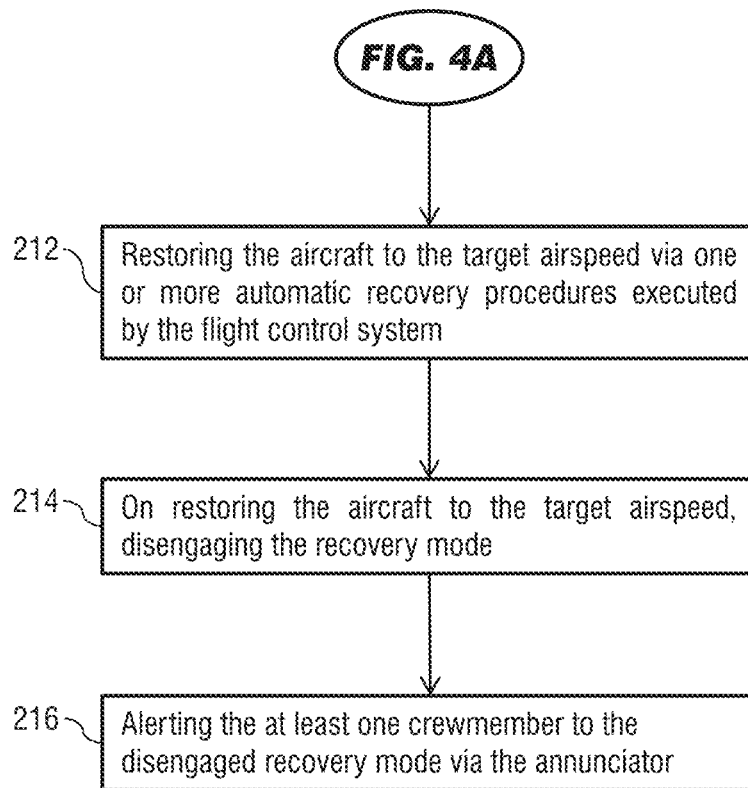 FIG. 4A
212
Restoring the aircraft to the target airspeed via one
or more automatic recovery procedures executed
by the flight control system
214
On restoring the aircraft to the target airspeed,
disengaging the recovery mode
216
Alerting the at least one crewmember to the
disengaged recovery mode via the annunciator